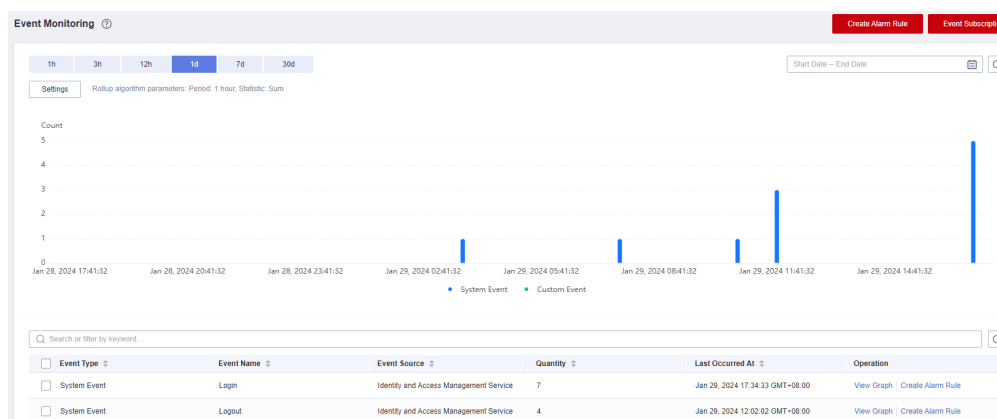 Event Monitoring
Create Alarm Rule
Event Subscripti
1h 3h 12h 1d 7d 30d
Start Date – End Date
Settings Rollup algorithm parameters: Period: 1 hour, Statistic: Sum
Count
5
4
3
2
1
0
Jan 28, 2024 17:41:32 Jan 28, 2024 20:41:32 Jan 28, 2024 23:41:32 Jan 29, 2024 02:41:32 Jan 29, 2024 05:41:32 Jan 29, 2024 08:41:32 Jan 29, 2024 11:41:32 Jan 29, 2024 14:41:32
System Event Custom Event
Search or filter by keyword.
Event Type Event Name Event Source Quantity Last Occurred At Operation
System Event Login Identity and Access Management Service 7 Jan 29, 2024 17:34:33 GMT+08:00 View Graph Create Alarm Rule
System Event Logout Identity and Access Management Service 4 Jan 29, 2024 12:02:02 GMT+08:00 View Graph Create Alarm Rule